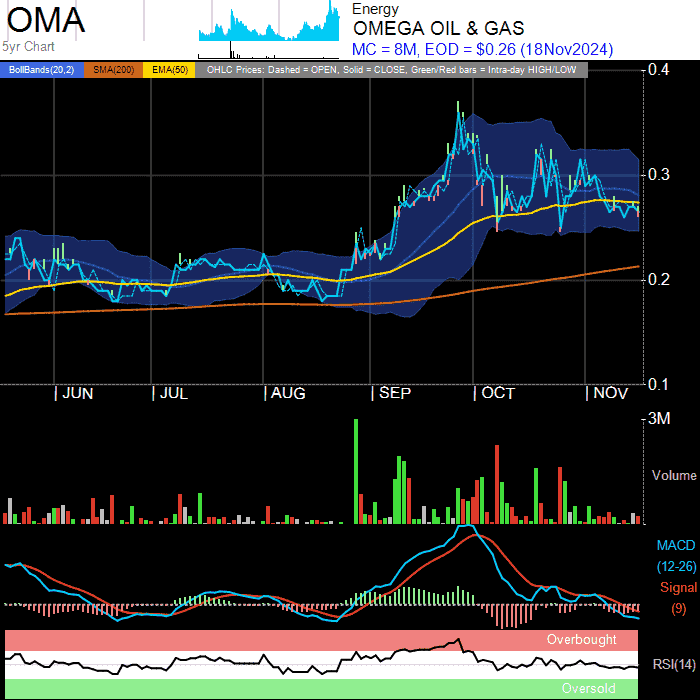 OMA
5yr Chart
Energy
OMEGA OIL & GAS
MC = 8M, EOD = $0.26 (18Nov2024)
BollBands(20,2) SMA(200) EMA(50) OHLC Prices: Dashed = OPEN, Solid = CLOSE, Green/Red bars = Intra-day HIGH/LOW
0.4
0.3
0.2
0.1
JUN JUL AUG SEP OCT NOV
3M
Volume
MACD
(12-26)
Signal
(9)
Overbought
RSI(14)
Oversold